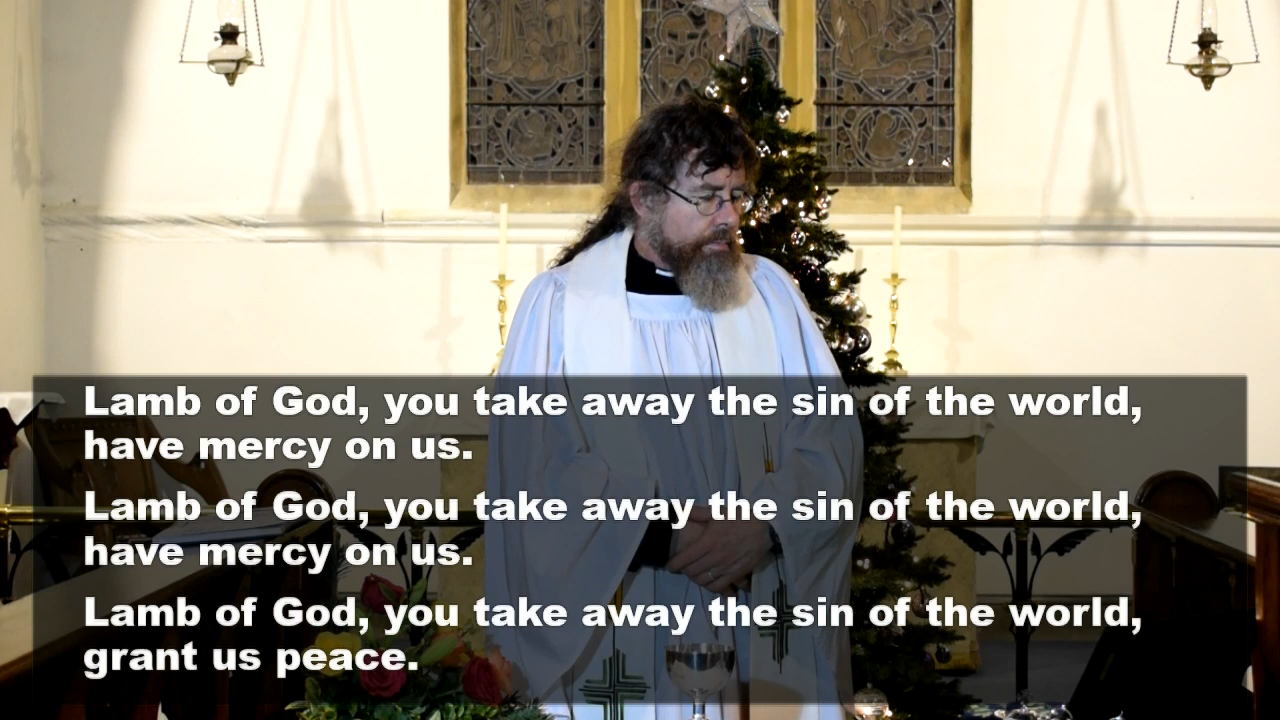 Lamb of God, you take away the sin of the world,
have mercy on us.
Lamb of God, you take away the sin of the world,
have mercy on us.
Lamb of God, you take away the sin of the world,
grant us peace.